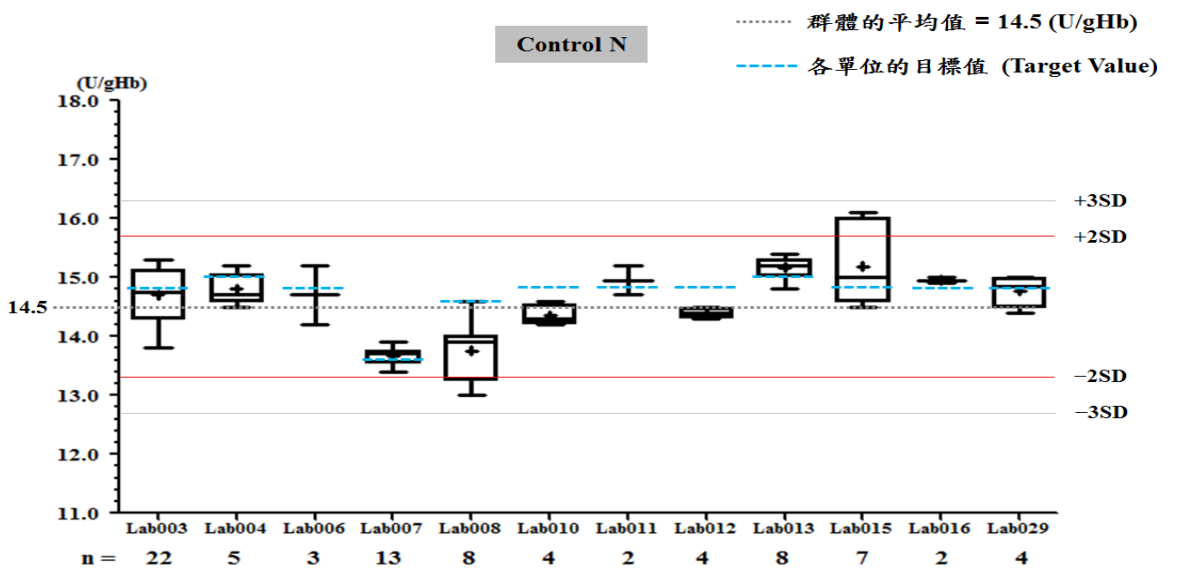 群體的平均值 = 14.5 (U/gHb)
Control N
各單位的目標值 (Target Value)
(U/gHb)
18.0
17.0
+3SD
16.0
+2SD
15.0
14.5
14.0
−2SD
13.0
−3SD
12.0
11.0
Lab003 Lab004 Lab006 Lab007 Lab008 Lab010 Lab011 Lab012 Lab013 Lab015 Lab016 Lab029
n = 22 5 3 13 8 4 2 4 8 7 2 4